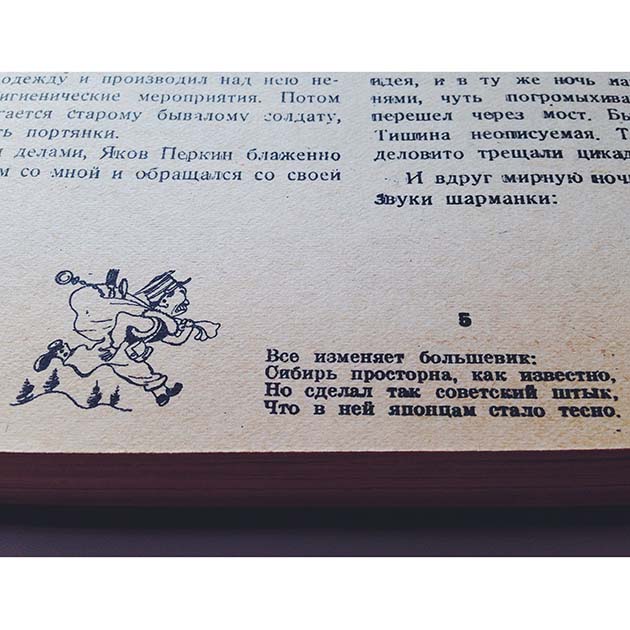 одежду и производил над нею не-
игиенические мероприятия. Потом
гается старому бывалому солдату,
ть портянки.
и делами, Яков Перкин блаженно
м со мной и обращался со своей
идея, и в ту же ночь на
нями, чуть погромыхива
перешел через мост. Бы
Тишина неописуемая. Т
деловито трещали цикад
И вдруг мирную ноч
звуки шарманки:
5
Все изменяет большевик:
Сибирь просторна, как известно,
Но сделал так советский штык,
Что в ней японцам стало тесно.